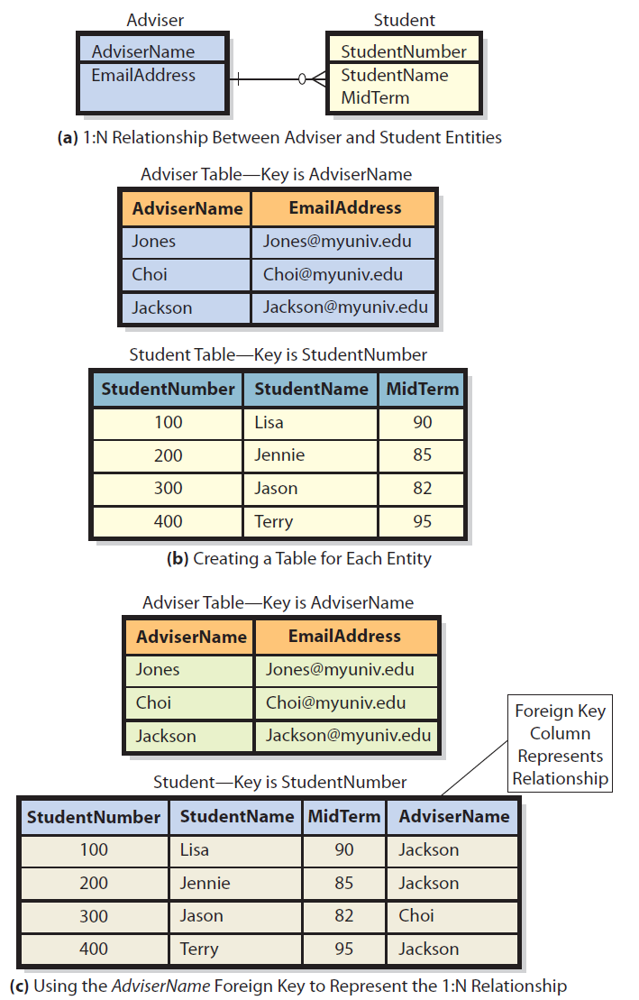 Adviser Student
AdviserName StudentNumber
EmailAddress StudentName
MidTerm
(a) 1:N Relationship Between Adviser and Student Entities
Adviser Table—Key is AdviserName
AdviserName EmailAddress
Jones Jones@myuniv.edu
Choi Choi@myuniv.edu
Jackson Jackson@myuniv.edu
Student Table—Key is StudentNumber
StudentNumber StudentName MidTerm
100 Lisa 90
200 Jennie 85
300 Jason 82
400 Terry 95
(b) Creating a Table for Each Entity
Adviser Table—Key is AdviserName
AdviserName EmailAddress
Jones Jones@myuniv.edu
Choi Choi@myuniv.edu
Jackson Jackson@myuniv.edu
Foreign Key
Column
Represents
Relationship
Student—Key is StudentNumber
StudentNumber StudentName MidTerm AdviserName
100 Lisa 90 Jackson
200 Jennie 85 Jackson
300 Jason 82 Choi
400 Terry 95 Jackson
(c) Using the AdviserName Foreign Key to Represent the 1:N Relationship